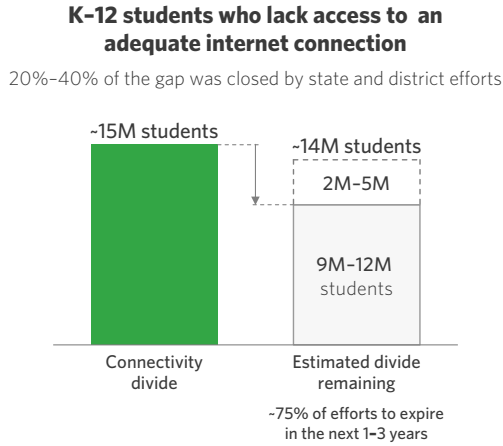 K–12 students who lack access to an
adequate internet connection
20%–40% of the gap was closed by state and district efforts
~15M students
~14M students
2M–5M
9M–12M
students
Connectivity
divide
Estimated divide
remaining
~75% of efforts to expire
in the next 1–3 years